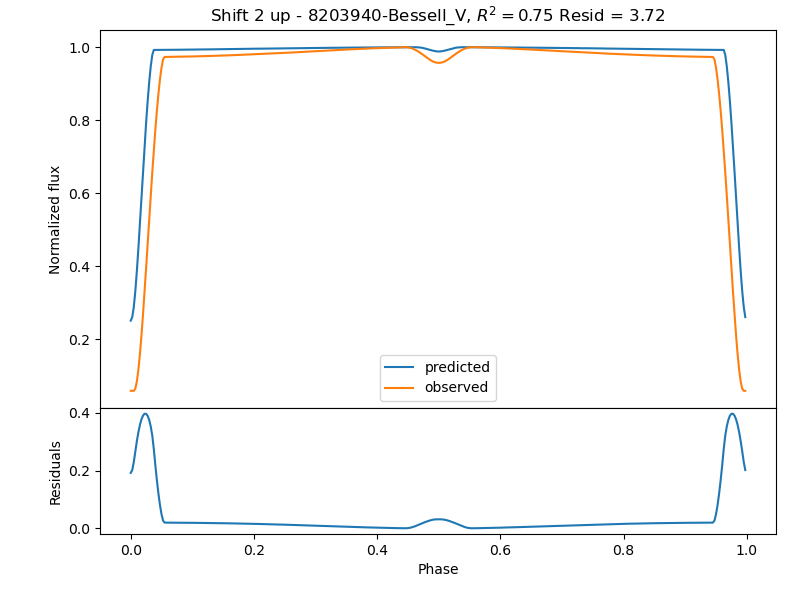 Shift 2 up - 8203940-Bessell_V, R² = 0.75 Resid = 3.72
Normalized flux
1.0
0.8
0.6
0.4
0.2
predicted
observed
Residuals
0.4
0.2
0.0
0.0 0.2 0.4 0.6 0.8 1.0
Phase